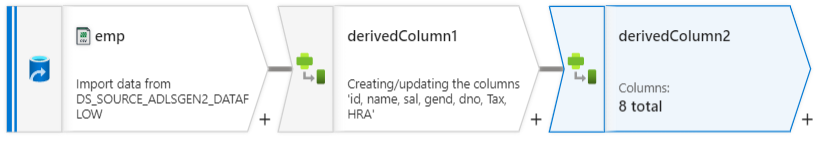 emp
Import data from
DS_SOURCE_ADLSGEN2_DATAF
LOW
+
derivedColumn1
Creating/updating the columns
'id, name, sal, gend, dno, Tax,
HRA'
+
derivedColumn2
Columns:
8 total
+